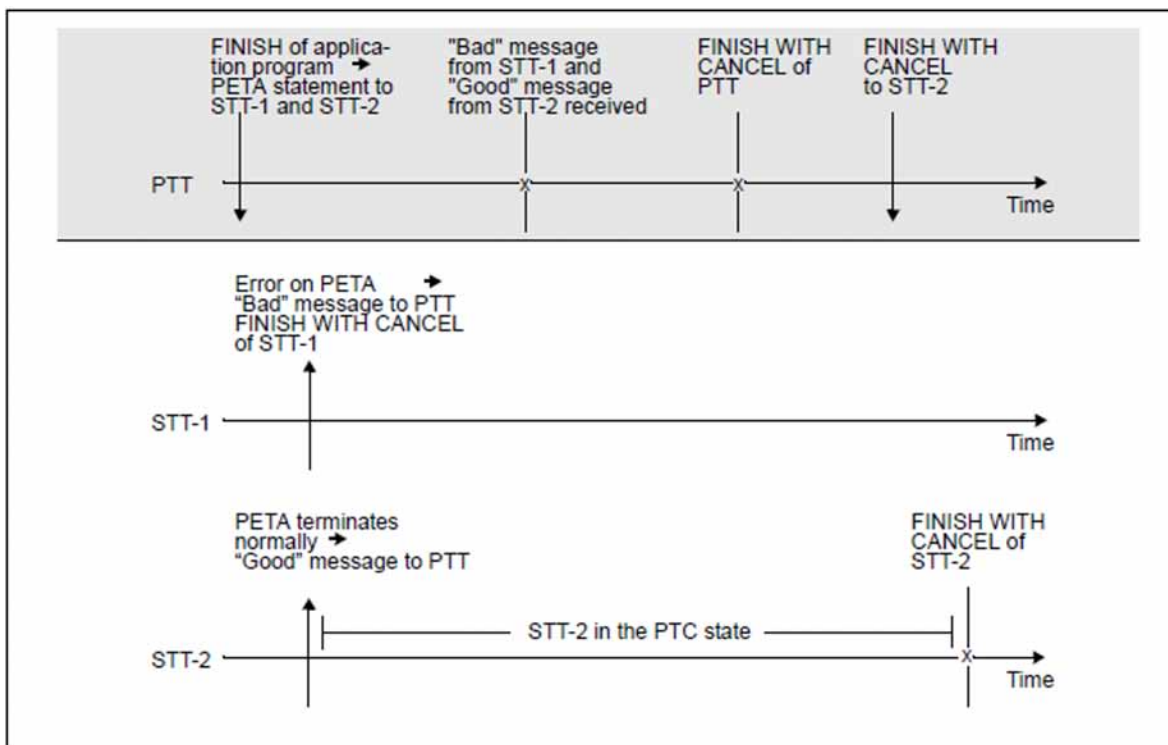 FINISH of applica-
tion program ➔
PETA statement to
STT-1 and STT-2
"Bad" message
from STT-1 and
"Good" message
from STT-2 received
FINISH WITH
CANCEL of
PTT
FINISH WITH
CANCEL
to STT-2
PTT
x
x
Time
Error on PETA ➔
“Bad” message to PTT
FINISH WITH CANCEL
of STT-1
STT-1
Time
PETA terminates
normally ➔
“Good” message to PTT
FINISH WITH
CANCEL of
STT-2
STT-2 in the PTC state
STT-2
x
Time